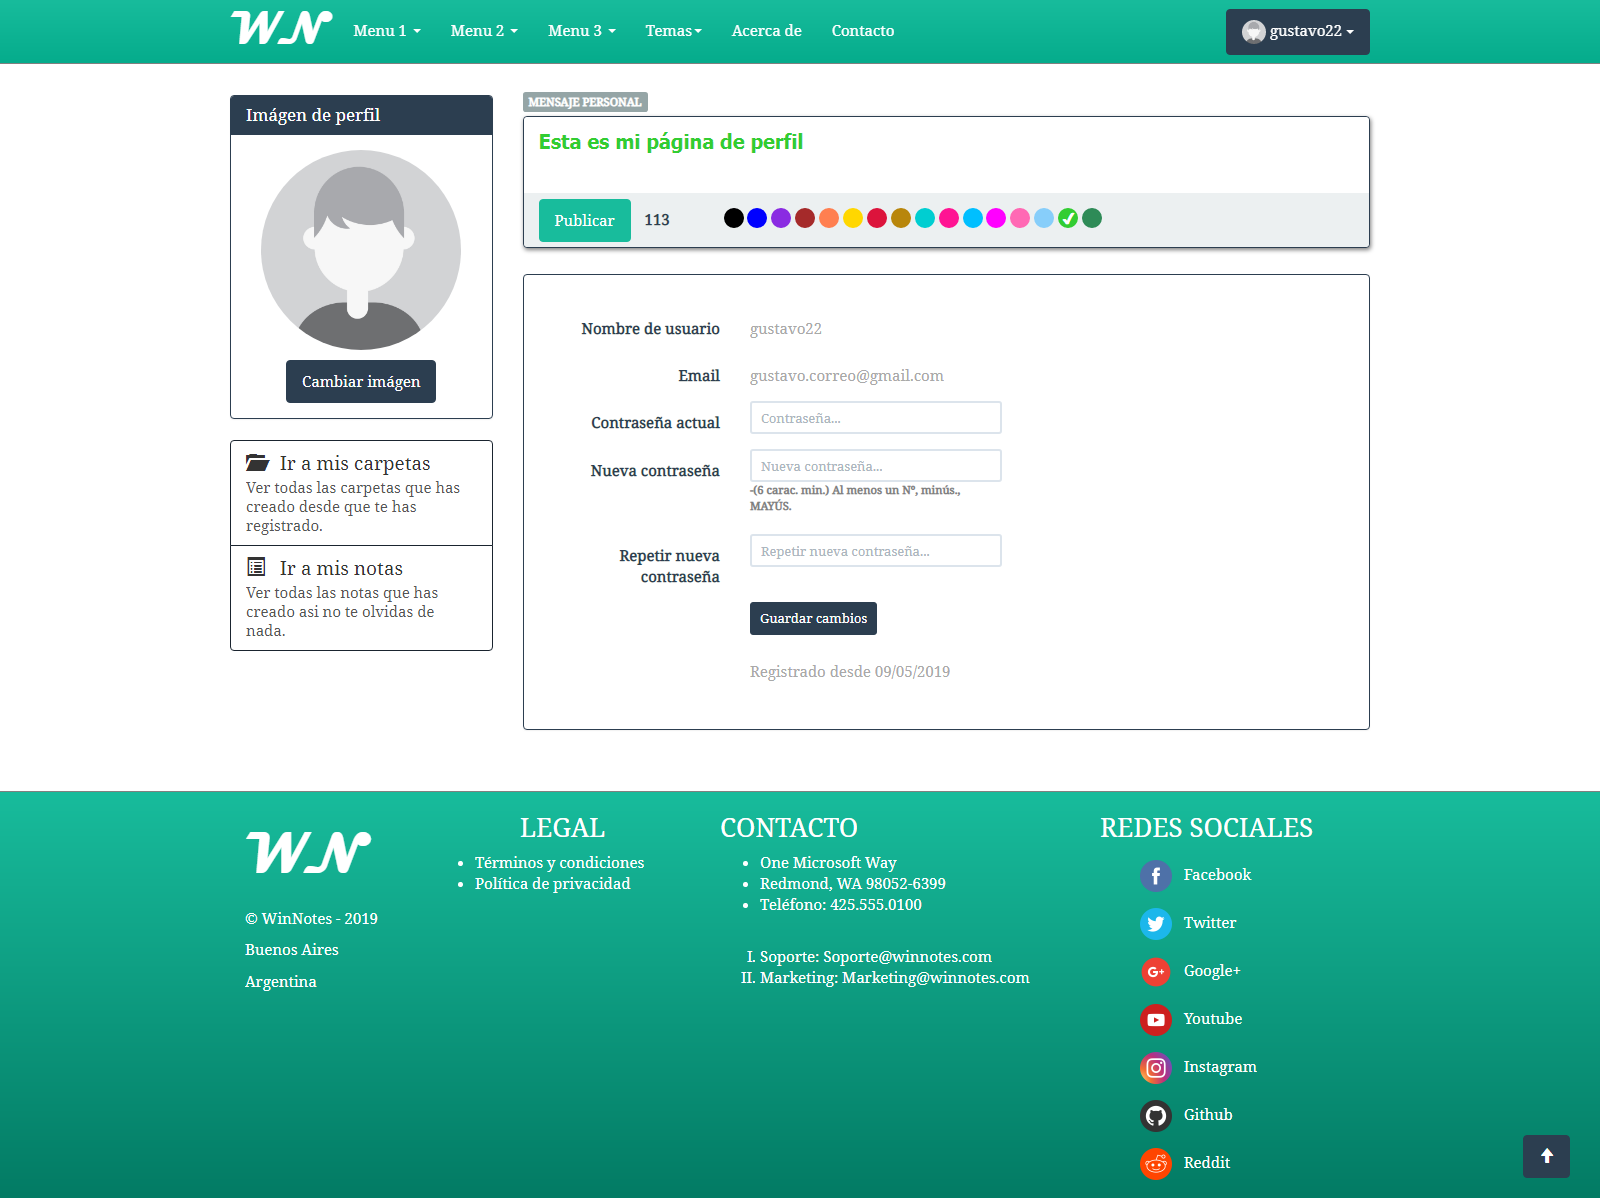 WN
Menu 1
Menu 2
Menu 3
Temas
Acerca de
Contacto
gustavo22
Imágen de perfil
Cambiar imágen
Ir a mis carpetas
Ver todas las carpetas que has
creado desde que te has
registrado.
Ir a mis notas
Ver todas las notas que has
creado asi no te olvidas de
nada.
MENSAJE PERSONAL
Esta es mi página de perfil
Publicar
113
Nombre de usuario
gustavo22
Email
gustavo.correo@gmail.com
Contraseña actual
Contraseña...
Nueva contraseña
Nueva contraseña...
-(6 carac. min.) Al menos un Nº, minús.,
MAYÚS.
Repetir nueva
contraseña
Repetir nueva contraseña...
Guardar cambios
Registrado desde 09/05/2019
WN
© WinNotes - 2019
Buenos Aires
Argentina
LEGAL
• Términos y condiciones
• Política de privacidad
CONTACTO
• One Microsoft Way
• Redmond, WA 98052-6399
• Teléfono: 425.555.0100
I. Soporte: Soporte@winnotes.com
II. Marketing: Marketing@winnotes.com
REDES SOCIALES
Facebook
Twitter
Google+
Youtube
Instagram
Github
Reddit